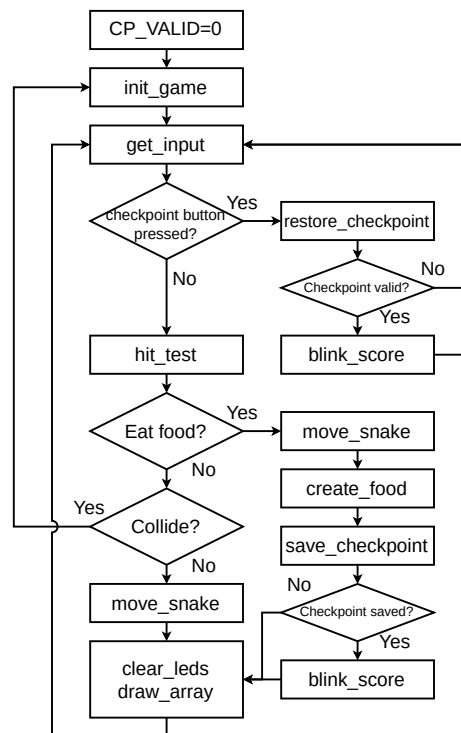 CP_VALID=0
init_game
get_input
checkpoint button
pressed?
Yes
restore_checkpoint
No
Checkpoint valid?
No
Yes
hit_test
blink_score
Eat food?
Yes
move_snake
No
create_food
Yes
Collide?
save_checkpoint
No
No
move_snake
Checkpoint saved?
Yes
clear_leds
draw_array
blink_score